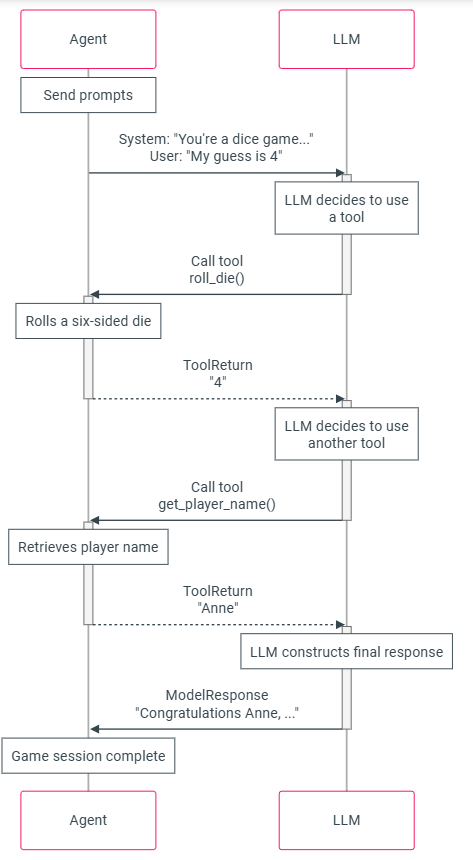 Agent
LLM
Send prompts
System: "You're a dice game..."
User: "My guess is 4"
LLM decides to use
a tool
Call tool
roll_die()
Rolls a six-sided die
ToolReturn
"4"
LLM decides to use
another tool
Call tool
get_player_name()
Retrieves player name
ToolReturn
"Anne"
LLM constructs final response
ModelResponse
"Congratulations Anne, ..."
Game session complete
Agent
LLM